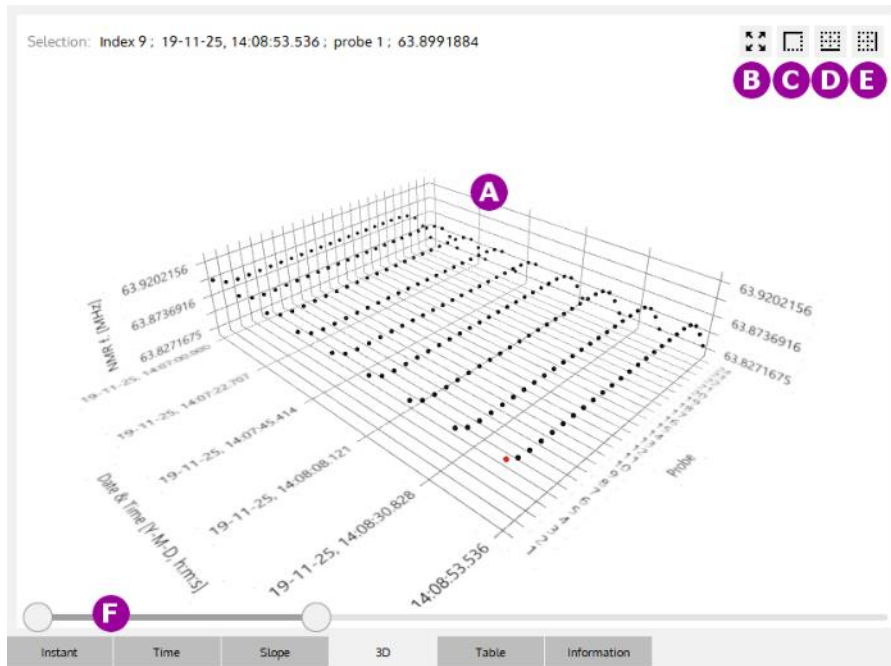 Selection: Index 9 ; 19-11-25, 14:08:53.536 ; probe 1 ; 63.8991884
B C D E
A
63.9202156
63.8736916
63.8271675
NMR f [MHz]
63.9202156
63.8736916
63.8271675
19-11-25, 14:07:00.000
19-11-25, 14:07:22.707
19-11-25, 14:07:45.414
19-11-25, 14:08:08.121
19-11-25, 14:08:30.828
14:08:53.536
Date & Time [Y-M-D, h:m:s]
Probe
F
Instant Time Slope 3D Table Information